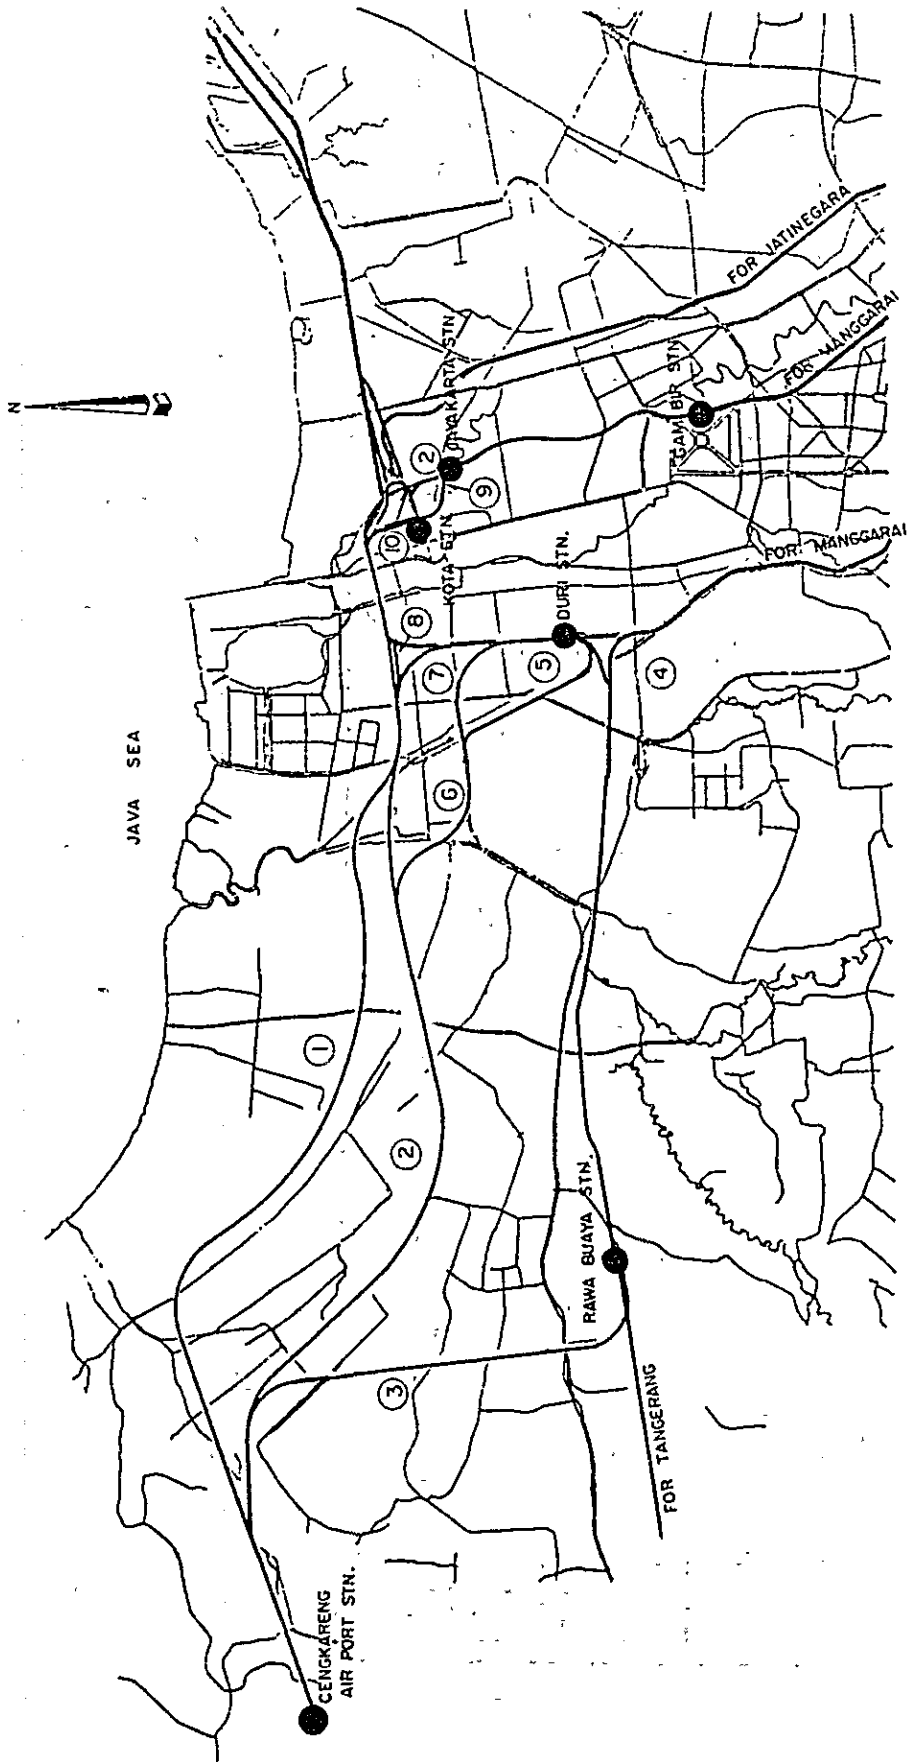 N
JAVA SEA
CENGKARENG
AIR PORT STN.
1
2
3
RAWA BUAYA STN.
FOR TANGERANG
6
7
8
5
4
DURI STN.
10
KOTA STN
2
JAYAKARTA STN.
9
GAMBIR STN.
FOR MANGGARAI
FOR MANGGARAI
FOR JATINEGARA